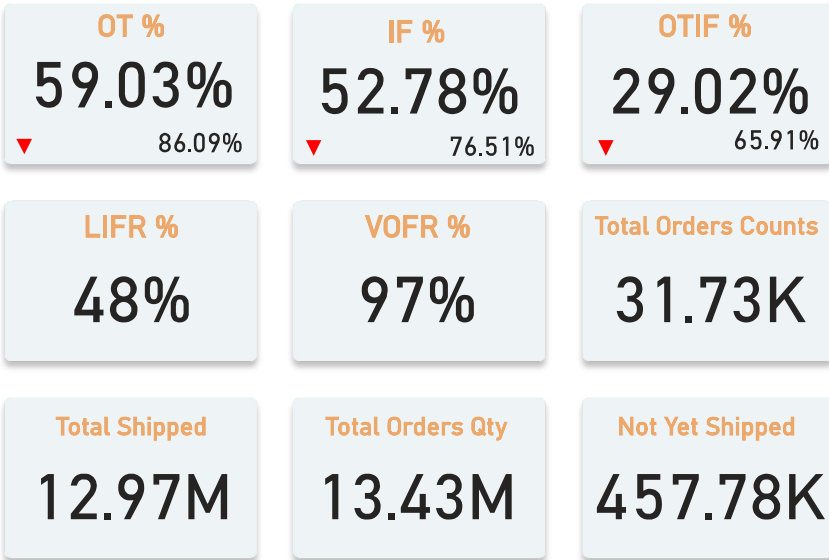 OT %
59.03%
▼ 86.09%
IF %
52.78%
▼ 76.51%
OTIF %
29.02%
▼ 65.91%
LIFR %
48%
VOFR %
97%
Total Orders Counts
31.73K
Total Shipped
12.97M
Total Orders Qty
13.43M
Not Yet Shipped
457.78K